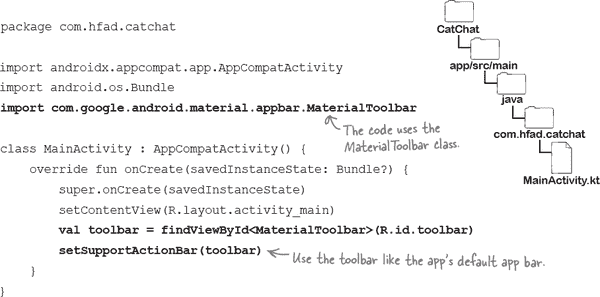 package com.hfad.catchat
import androidx.appcompat.app.AppCompatActivity
import android.os.Bundle
import com.google.android.material.appbar.MaterialToolbar
The code uses the
MaterialToolbar class.
class MainActivity : AppCompatActivity() {
override fun onCreate(savedInstanceState: Bundle?) {
super.onCreate(savedInstanceState)
setContentView(R.layout.activity_main)
val toolbar = findViewById<MaterialToolbar>(R.id.toolbar)
setSupportActionBar(toolbar)
Use the toolbar like the app's default app bar.
}
}
CatChat
app/src/main
java
com.hfad.catchat
MainActivity.kt